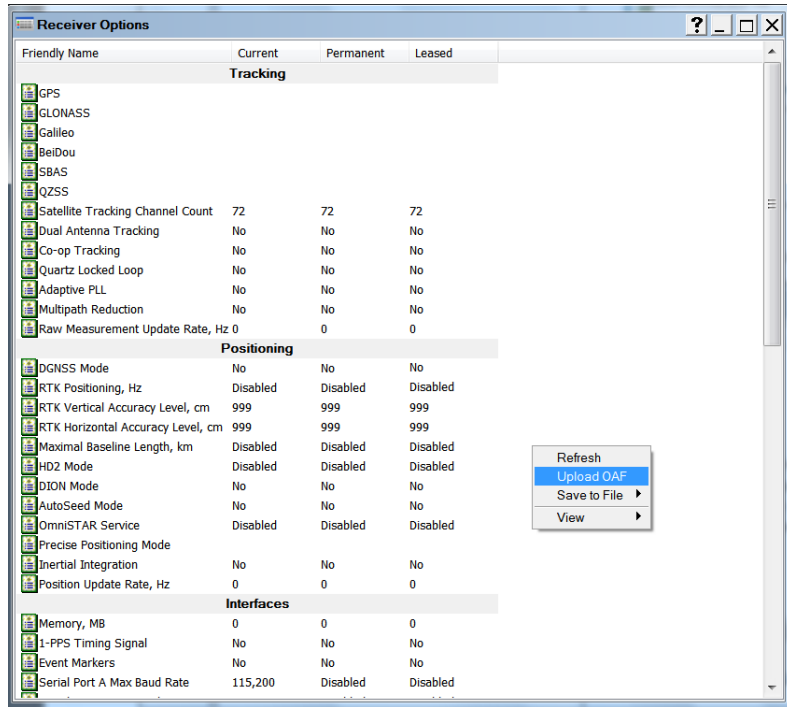 Receiver Options
Friendly Name Current Permanent Leased
Tracking
GPS
GLONASS
Galileo
BeiDou
SBAS
QZSS
Satellite Tracking Channel Count 72 72 72
Dual Antenna Tracking No No No
Co-op Tracking No No No
Quartz Locked Loop No No No
Adaptive PLL No No No
Multipath Reduction No No No
Raw Measurement Update Rate, Hz 0 0 0
Positioning
DGNSS Mode No No No
RTK Positioning, Hz Disabled Disabled Disabled
RTK Vertical Accuracy Level, cm 999 999 999
RTK Horizontal Accuracy Level, cm 999 999 999
Maximal Baseline Length, km Disabled Disabled Disabled
HD2 Mode Disabled Disabled Disabled
DION Mode No No No
AutoSeed Mode No No No
OmniSTAR Service Disabled Disabled Disabled
Precise Positioning Mode
Inertial Integration No No No
Position Update Rate, Hz 0 0 0
Interfaces
Memory, MB 0 0 0
1-PPS Timing Signal No No No
Event Markers No No No
Serial Port A Max Baud Rate 115,200 Disabled Disabled
Refresh
Upload OAF
Save to File
View